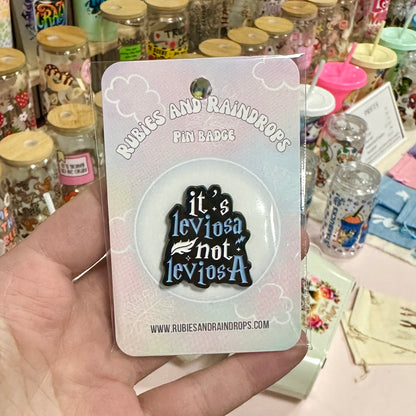 RUBIES AND RAINDROPS
PIN BADGE
it's
leviosa
not
leviosA
WWW.RUBIESANDRAINDROPS.COM